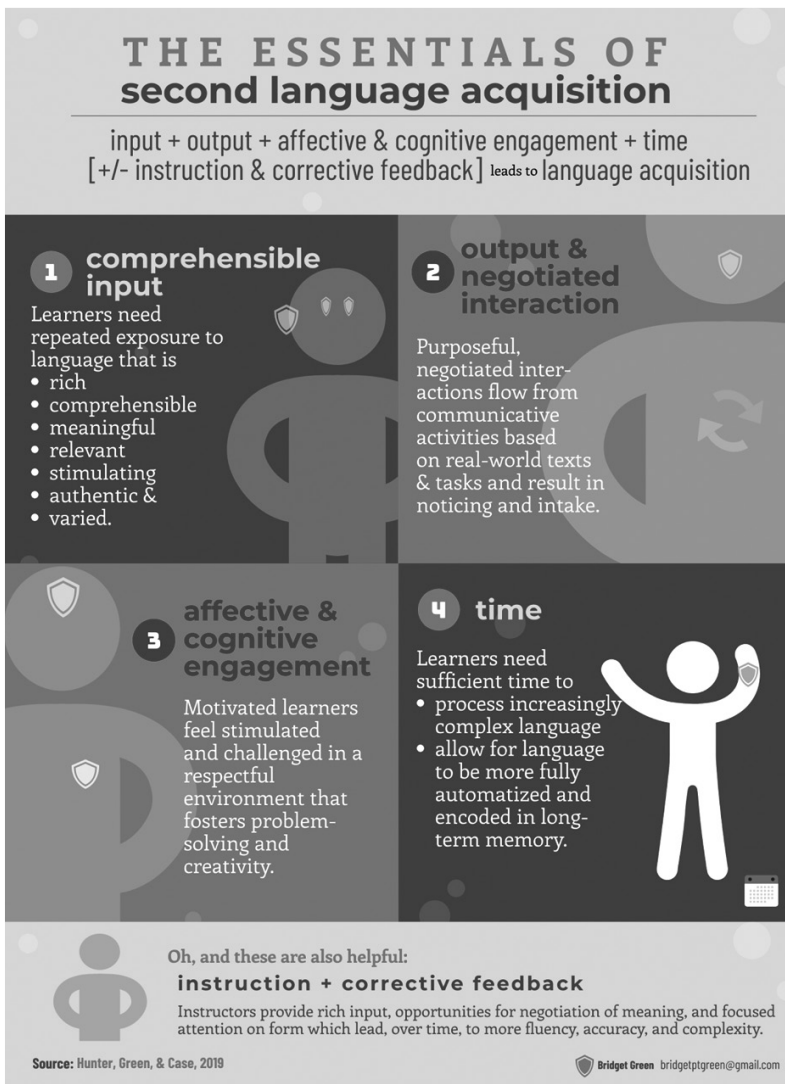 THE ESSENTIALS OF
second language acquisition
input + output + affective & cognitive engagement + time
[+/- instruction & corrective feedback] leads to language acquisition
1 comprehensible
input
Learners need
repeated exposure to
language that is
• rich
• comprehensible
• meaningful
• relevant
• stimulating
• authentic &
• varied.
2 output &
negotiated
interaction
Purposeful,
negotiated inter-
actions flow from
communicative
activities based
on real-world texts
& tasks and result in
noticing and intake.
3 affective &
cognitive
engagement
Motivated learners
feel stimulated
and challenged in a
respectful
environment that
fosters problem-
solving and
creativity.
4 time
Learners need
sufficient time to
• process increasingly
complex language
• allow for language
to be more fully
automatized and
encoded in long-
term memory.
Oh, and these are also helpful:
instruction + corrective feedback
Instructors provide rich input, opportunities for negotiation of meaning, and focused
attention on form which lead, over time, to more fluency, accuracy, and complexity.
Source: Hunter, Green, & Case, 2019
Bridget Green bridgetptgreen@gmail.com